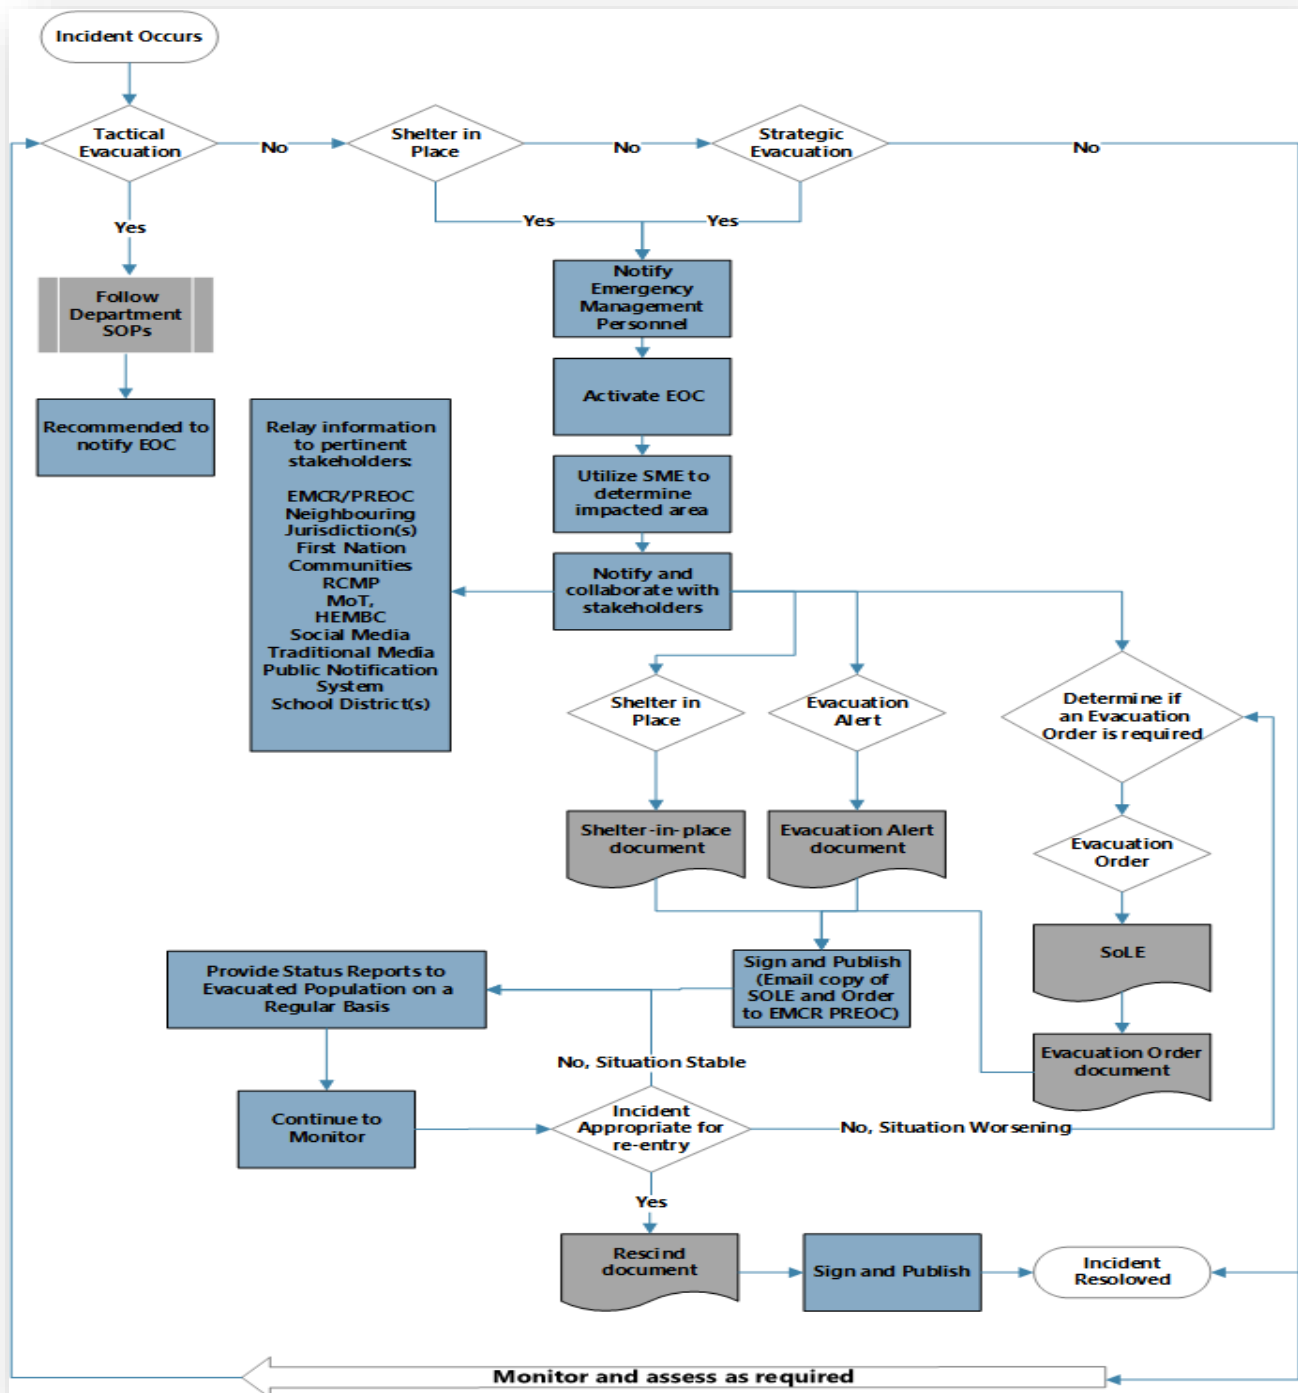 Incident Occurs
Tactical
Evacuation
No
Shelter in
Place
No
Strategic
Evacuation
No
Yes
Yes
Yes
Follow
Department
SOPs
Recommended to
notify EOC
Notify
Emergency
Management
Personnel
Activate EOC
Utilize SME to
determine
impacted area
Notify and
collaborate with
stakeholders
Relay information
to pertinent
stakeholders:
EMCR/PREOC
Neighbouring
Jurisdiction(s)
First Nation
Communities
RCMP
MoT,
HEMBC
Social Media
Traditional Media
Public Notification
System
School District(s)
Shelter in
Place
Evacuation
Alert
Determine if
an Evacuation
Order is required
Shelter-in-place
document
Evacuation Alert
document
Evacuation
Order
SoLE
Evacuation Order
document
Sign and Publish
(Email copy of
SOLE and Order
to EMCR PREOC)
Provide Status Reports to
Evacuated Population on a
Regular Basis
Continue to
Monitor
No, Situation Stable
Incident
Appropriate for
re-entry
No, Situation Worsening
Yes
Rescind
document
Sign and Publish
Incident
Resoloved
Monitor and assess as required